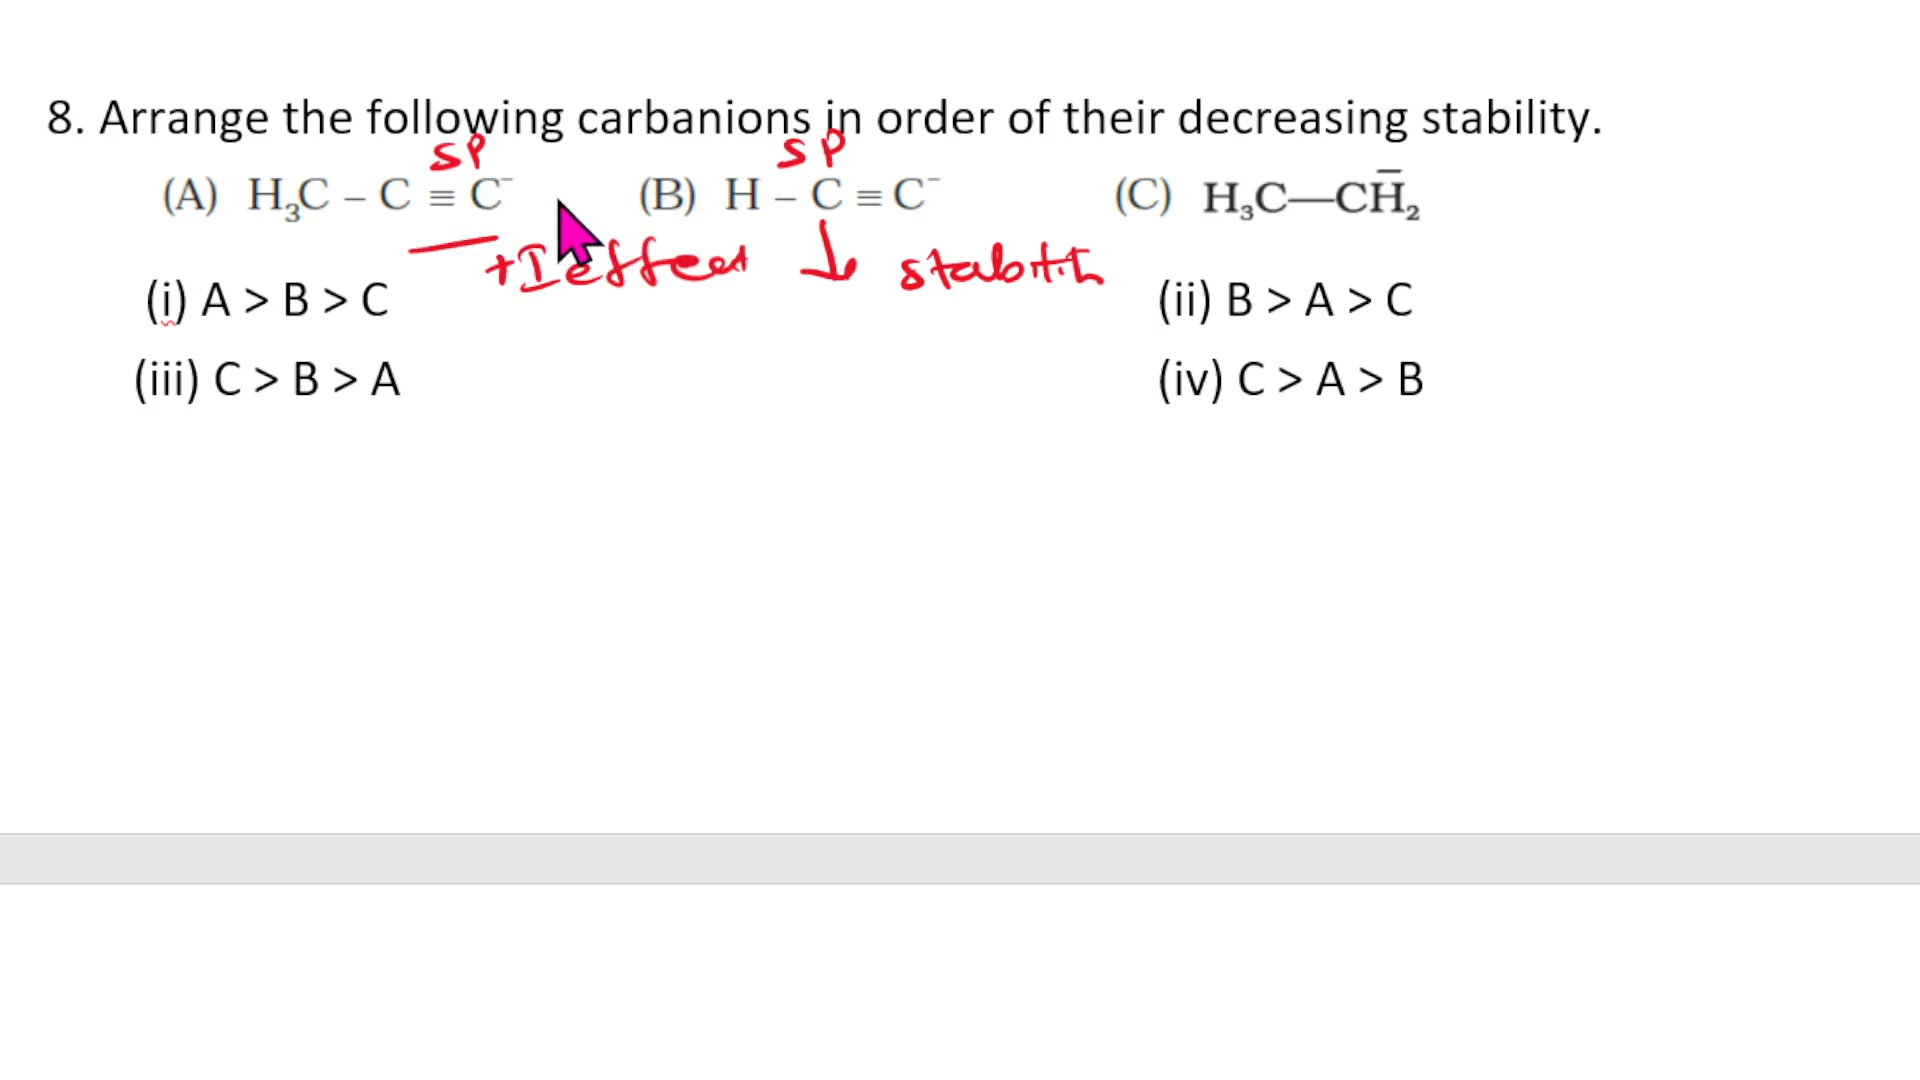 8. Arrange the following carbanions in order of their decreasing stability.
SP SP
(A) H₃C – C ≡ C⁻ (B) H – C ≡ C⁻ (C) H₃C—CH̄₂
+I effect ↓
(i) A > B > C (ii) B > A > C
(iii) C > B > A (iv) C > A > B